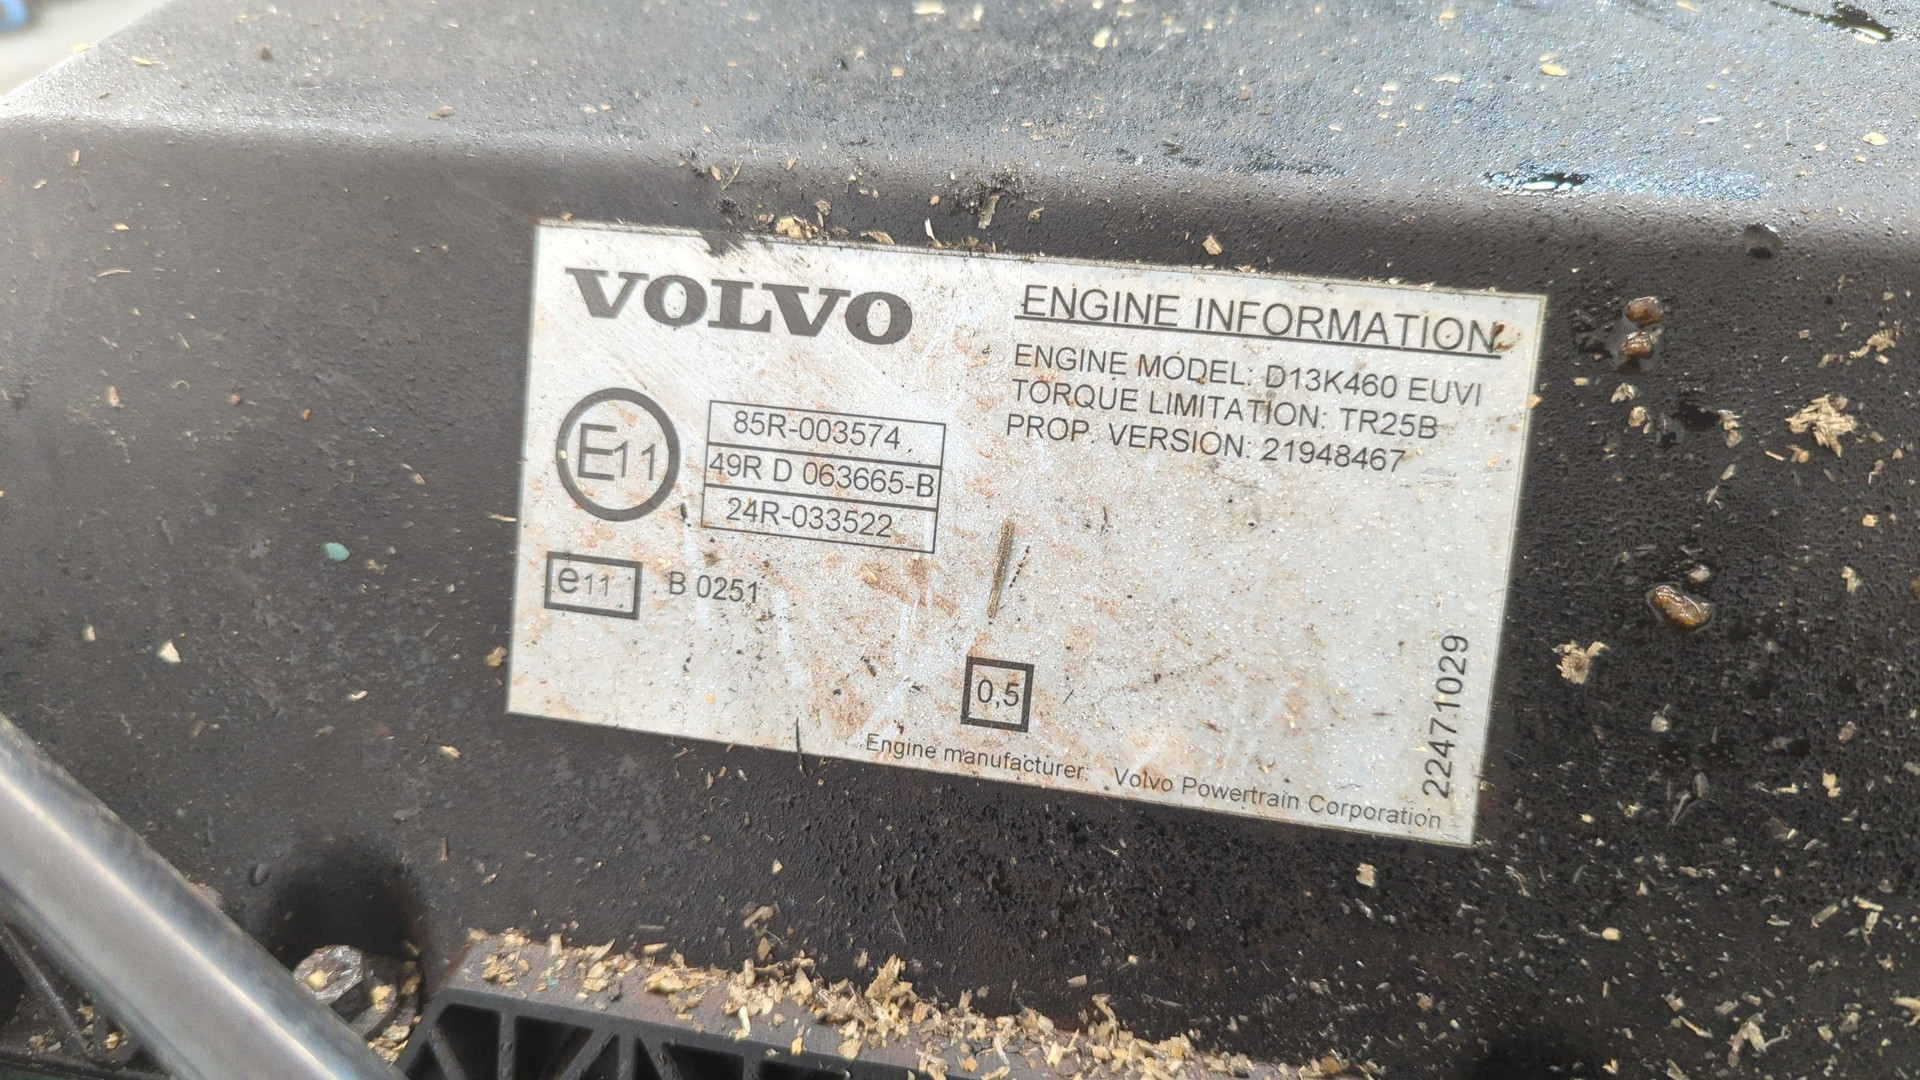 VOLVO
E11
85R-003574
49R D 063665-B
24R-033522
e11
B 0251
ENGINE INFORMATION
ENGINE MODEL: D13K460 EUVI
TORQUE LIMITATION: TR25B
PROP. VERSION: 21948467
0,5
Engine manufacturer: Volvo Powertrain Corporation
22471029